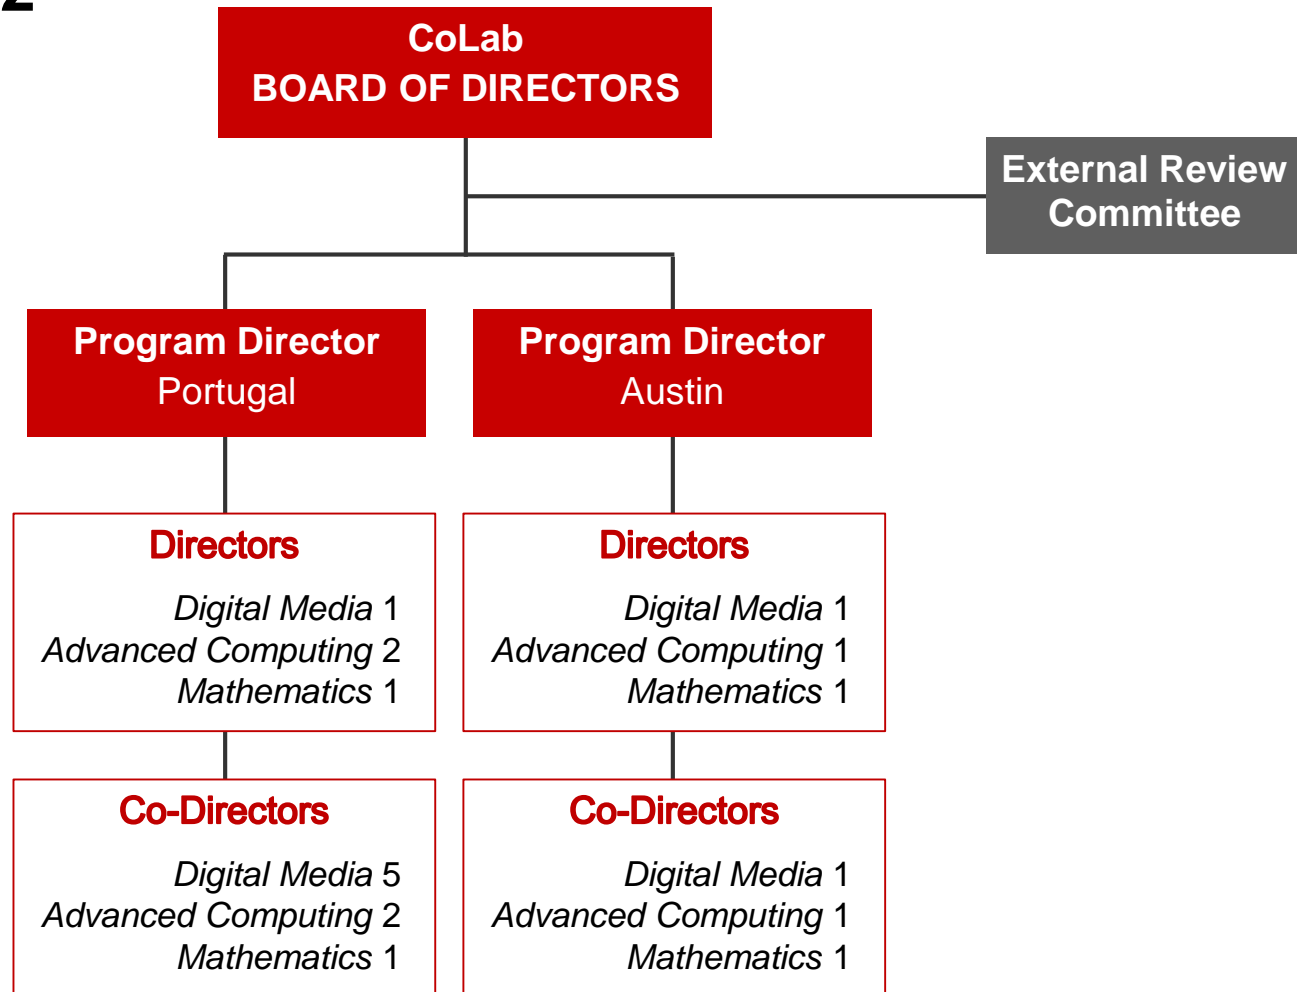 2
CoLab
BOARD OF DIRECTORS
External Review
Committee
Program Director
Portugal
Program Director
Austin
Directors
Digital Media 1
Advanced Computing 2
Mathematics 1
Directors
Digital Media 1
Advanced Computing 1
Mathematics 1
Co-Directors
Digital Media 5
Advanced Computing 2
Mathematics 1
Co-Directors
Digital Media 1
Advanced Computing 1
Mathematics 1